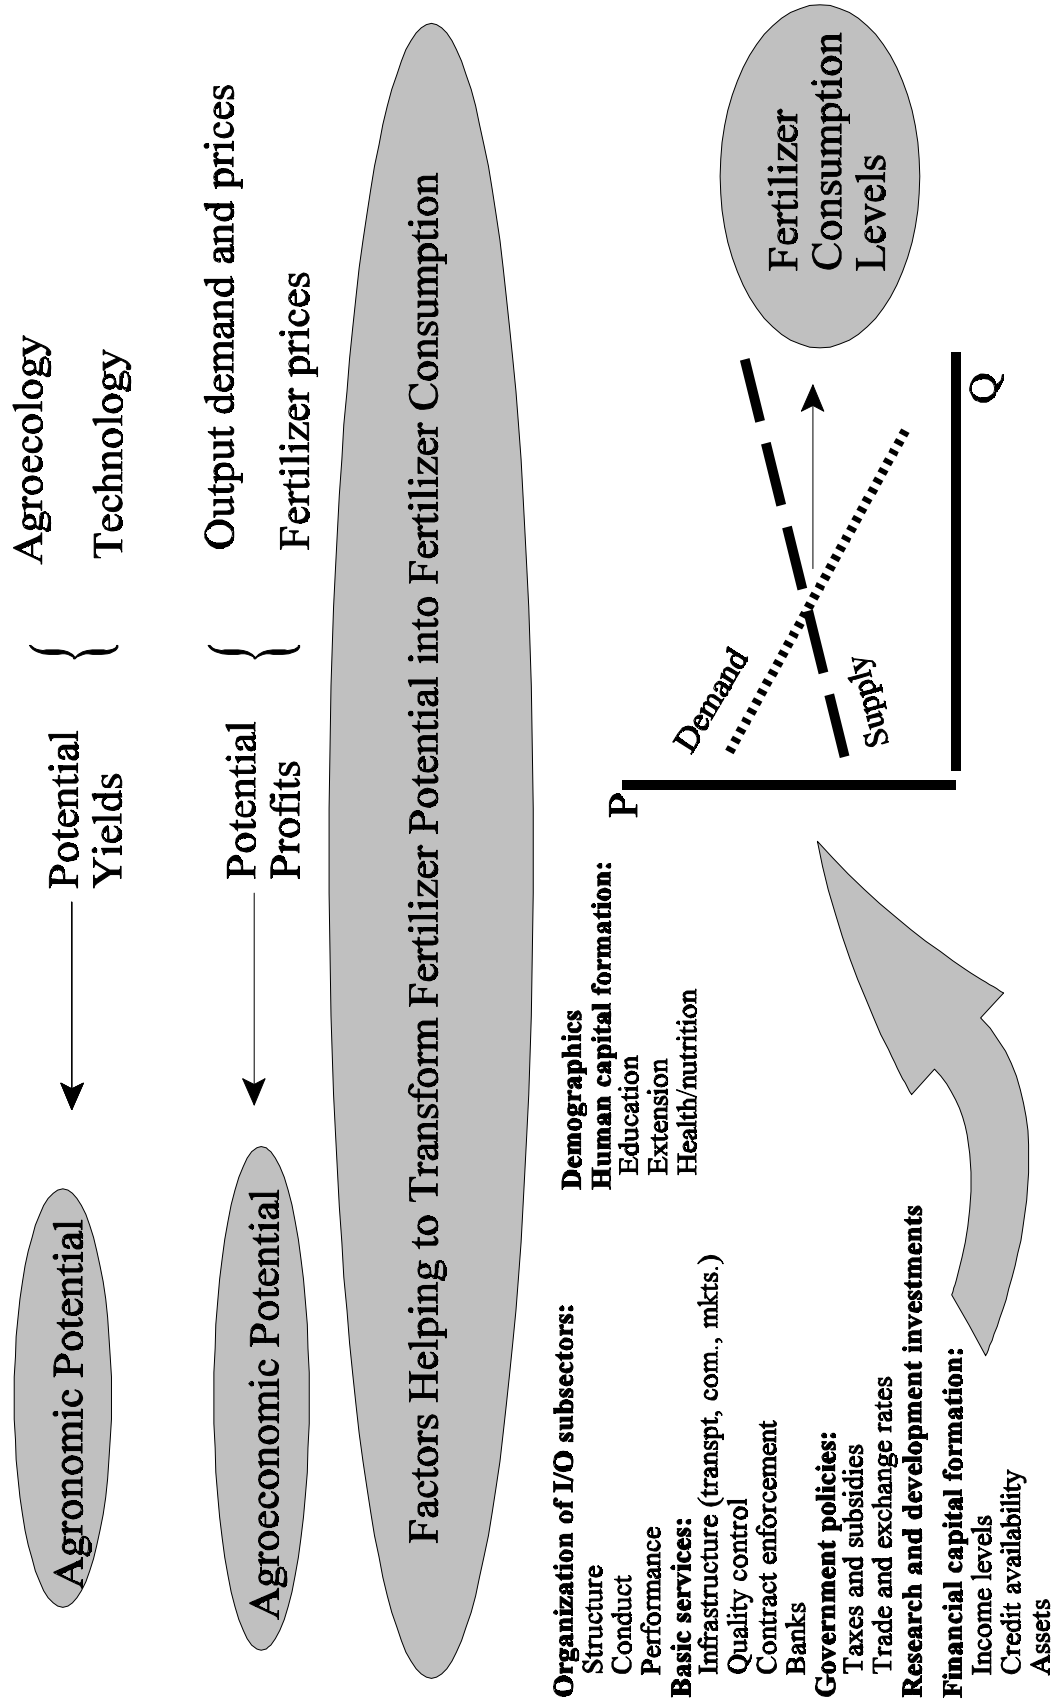 Agronomic Potential
Potential
Yields
{
Agroecology
Technology
Agroeconomic Potential
Potential
Profits
{
Output demand and prices
Fertilizer prices
Factors Helping to Transform Fertilizer Potential into Fertilizer Consumption
Organization of I/O subsectors:
Structure
Conduct
Performance
Basic services:
Infrastructure (transpt, com., mkts.)
Quality control
Contract enforcement
Banks
Government policies:
Taxes and subsidies
Trade and exchange rates
Research and development investments
Financial capital formation:
Income levels
Credit availability
Assets
Demographics
Human capital formation:
Education
Extension
Health/nutrition
P
Demand
Supply
Q
Fertilizer
Consumption
Levels